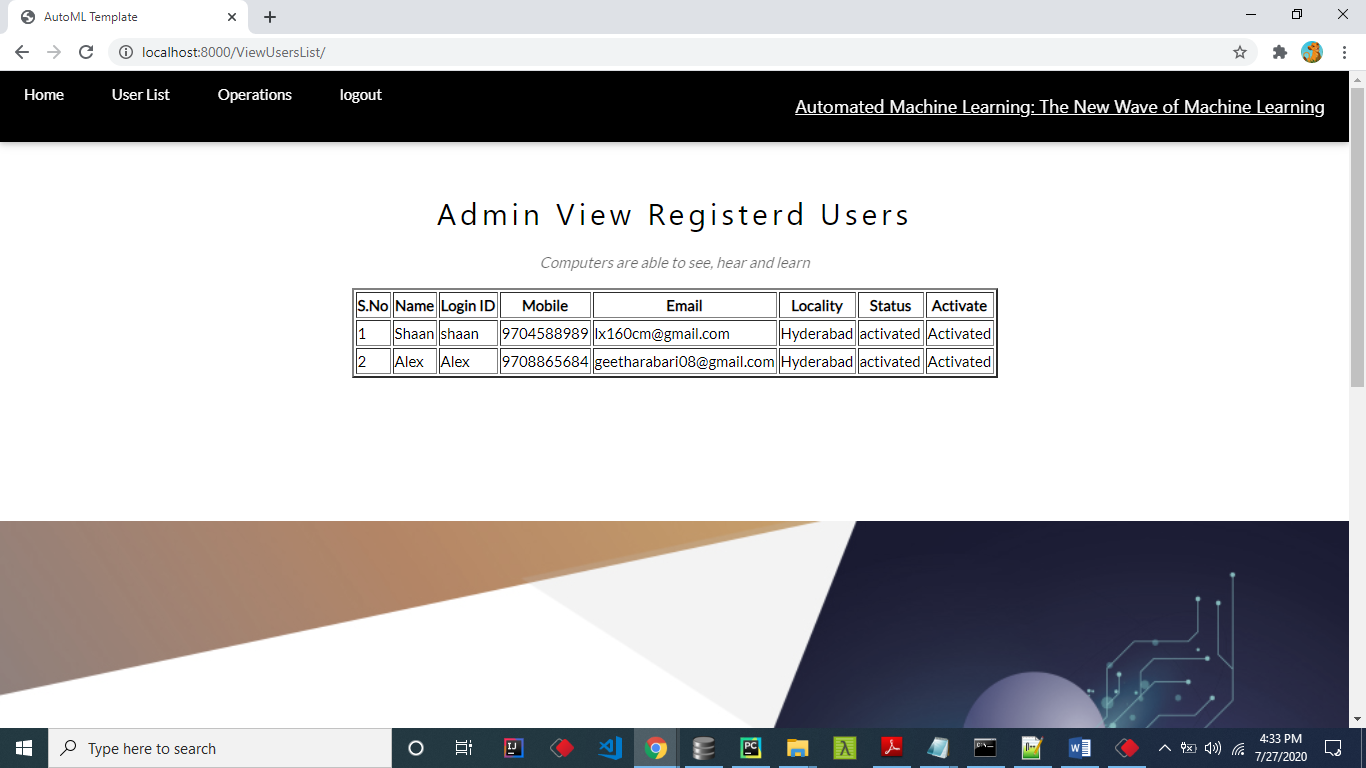 AutoML Template
localhost:8000/ViewUsersList/
Home User List Operations logout
Automated Machine Learning: The New Wave of Machine Learning
Admin View Registerd Users
Computers are able to see, hear and learn
S.No Name Login ID Mobile Email Locality Status Activate
1 Shaan shaan 9704588989 lx160cm@gmail.com Hyderabad activated Activated
2 Alex Alex 9708865684 geetharabari08@gmail.com Hyderabad activated Activated
Type here to search
4:33 PM
7/27/2020